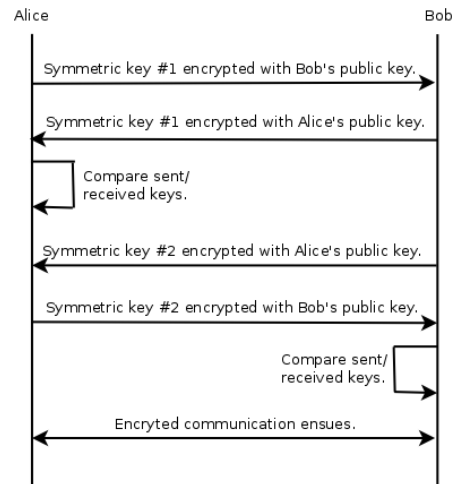 Alice Bob
Symmetric key #1 encrypted with Bob's public key.
Symmetric key #1 encrypted with Alice's public key.
Compare sent/
received keys.
Symmetric key #2 encrypted with Alice's public key.
Symmetric key #2 encrypted with Bob's public key.
Compare sent/
received keys.
Encryted communication ensues.